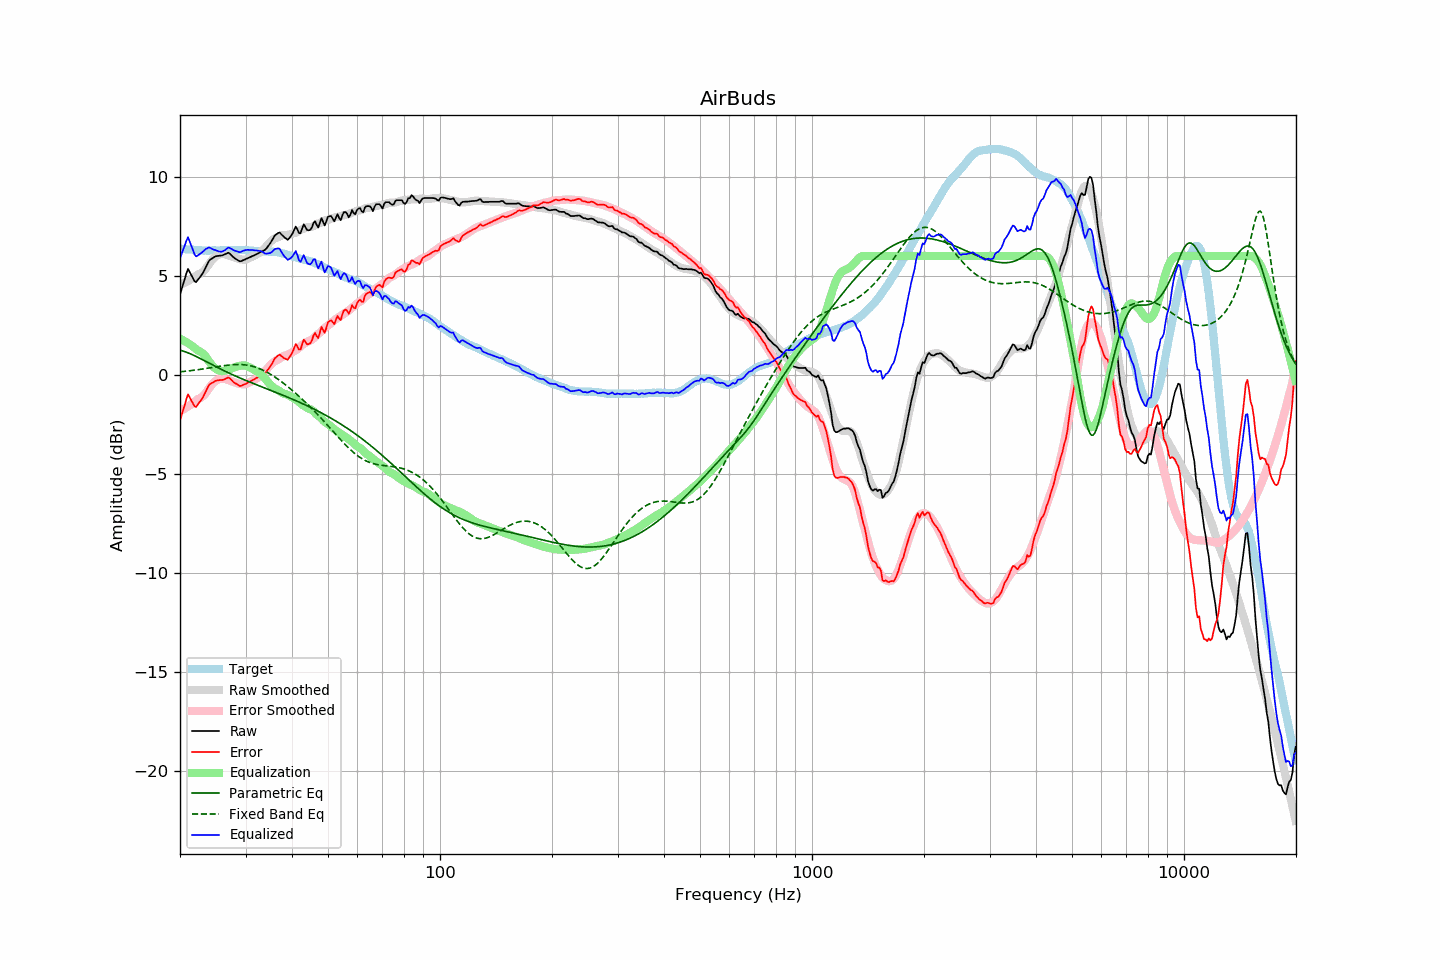 AirBuds
10
5
0
−5
−10
−15
−20
Amplitude (dBr)
100
1000
10000
Frequency (Hz)
Target
Raw Smoothed
Error Smoothed
Raw
Error
Equalization
Parametric Eq
Fixed Band Eq
Equalized